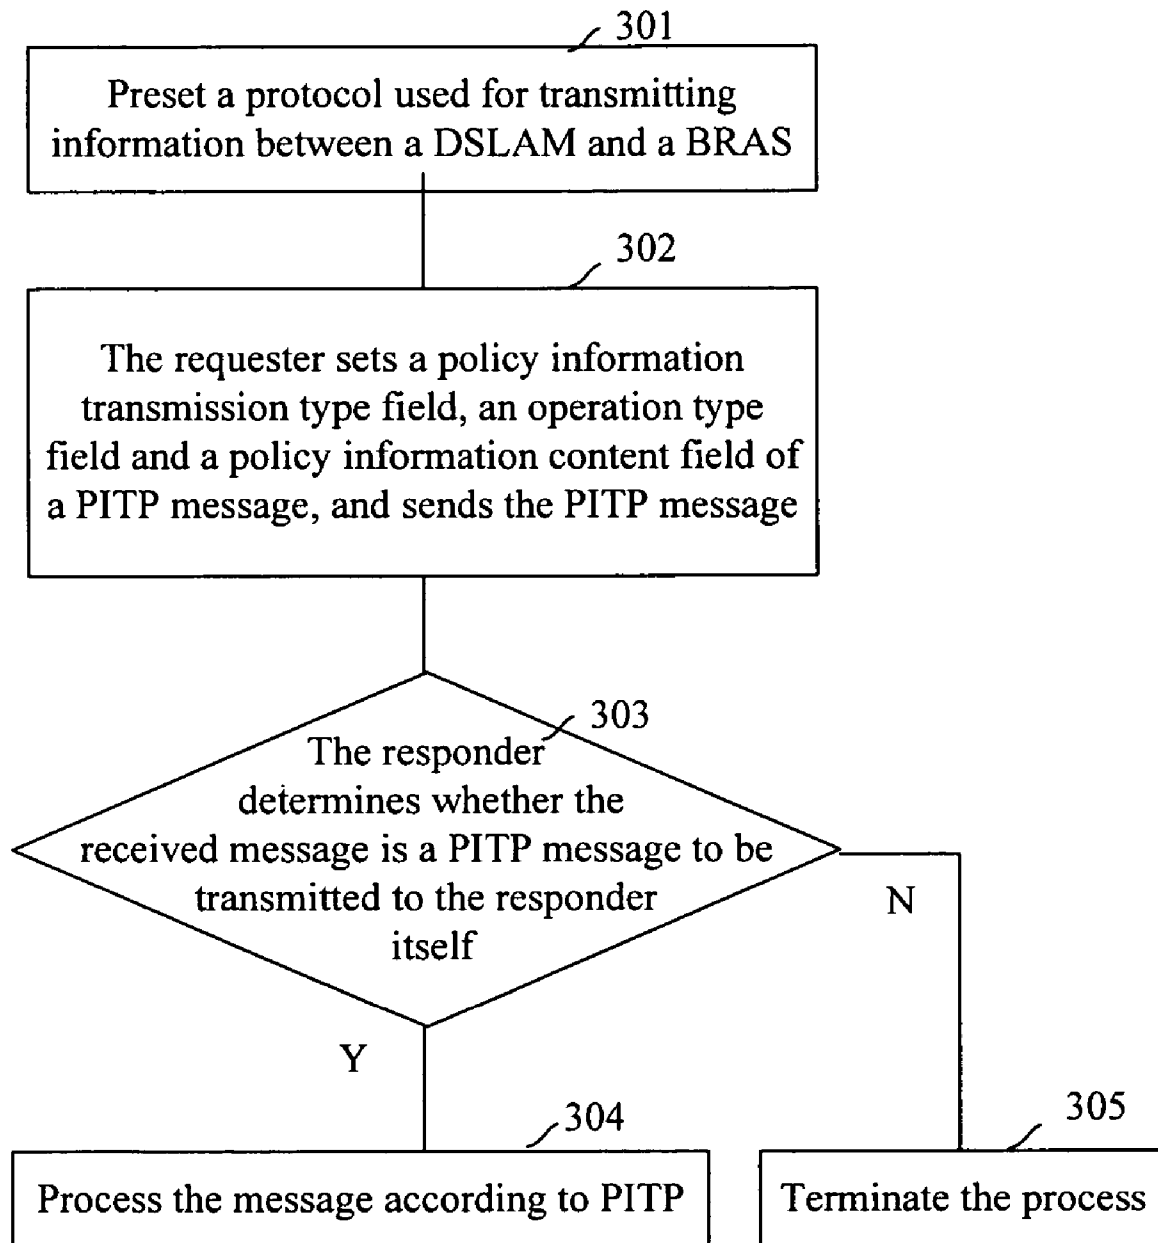 301
Preset a protocol used for transmitting
information between a DSLAM and a BRAS
302
The requester sets a policy information
transmission type field, an operation type
field and a policy information content field of
a PITP message, and sends the PITP message
303
The responder
determines whether the
received message is a PITP message to be
transmitted to the responder
itself
N
Y
304
Process the message according to PITP
305
Terminate the process